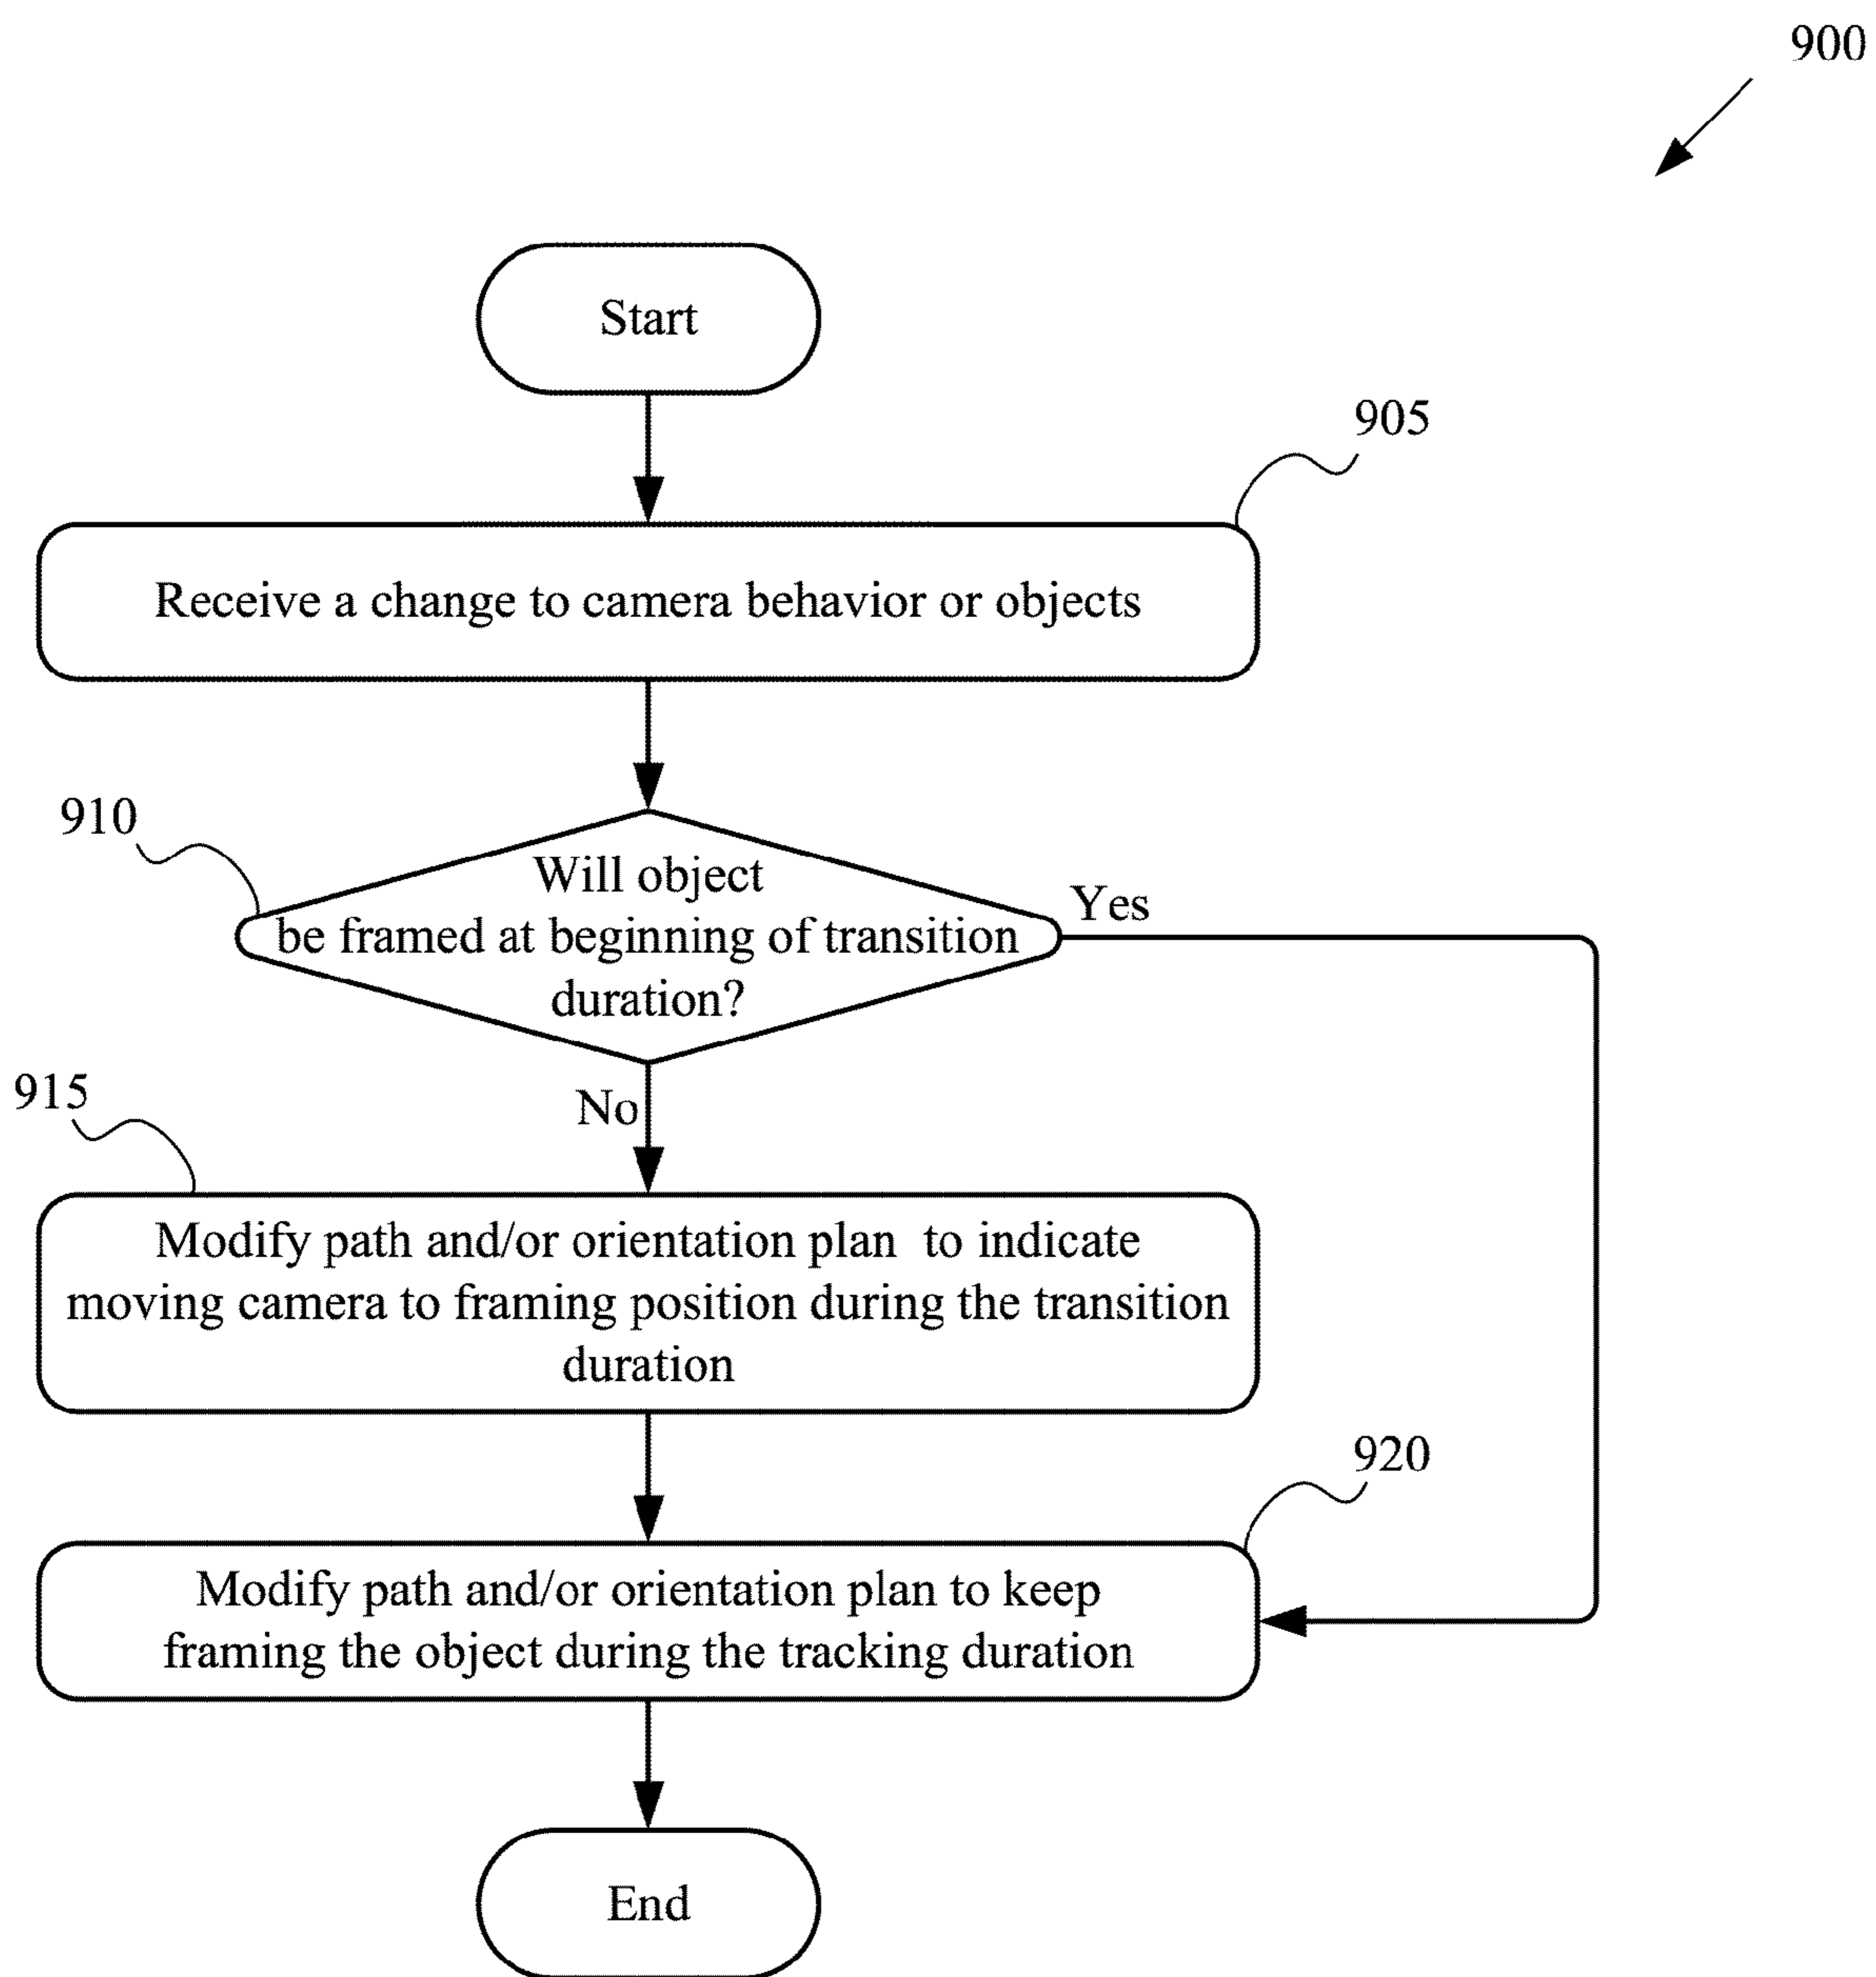 900
Start
905
Receive a change to camera behavior or objects
910
Will object
be framed at beginning of transition
duration?
Yes
No
915
Modify path and/or orientation plan  to indicate
moving camera to framing position during the transition
duration
920
Modify path and/or orientation plan to keep
framing the object during the tracking duration
End